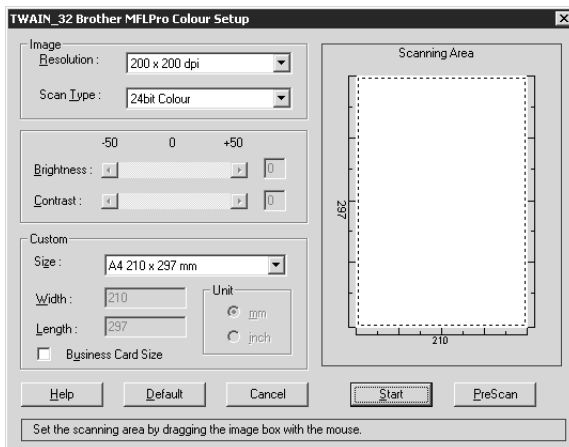 TWAIN_32 Brother MFLPro Colour Setup
Image
Resolution :
200 x 200 dpi
Scan Type :
24bit Colour
-50 0 +50
Brightness : 0
Contrast : 0
Custom
Size :
A4 210 x 297 mm
Width :
210
Length :
297
Unit
mm
inch
Business Card Size
Scanning Area
297
210
Help
Default
Cancel
Start
PreScan
Set the scanning area by dragging the image box with the mouse.